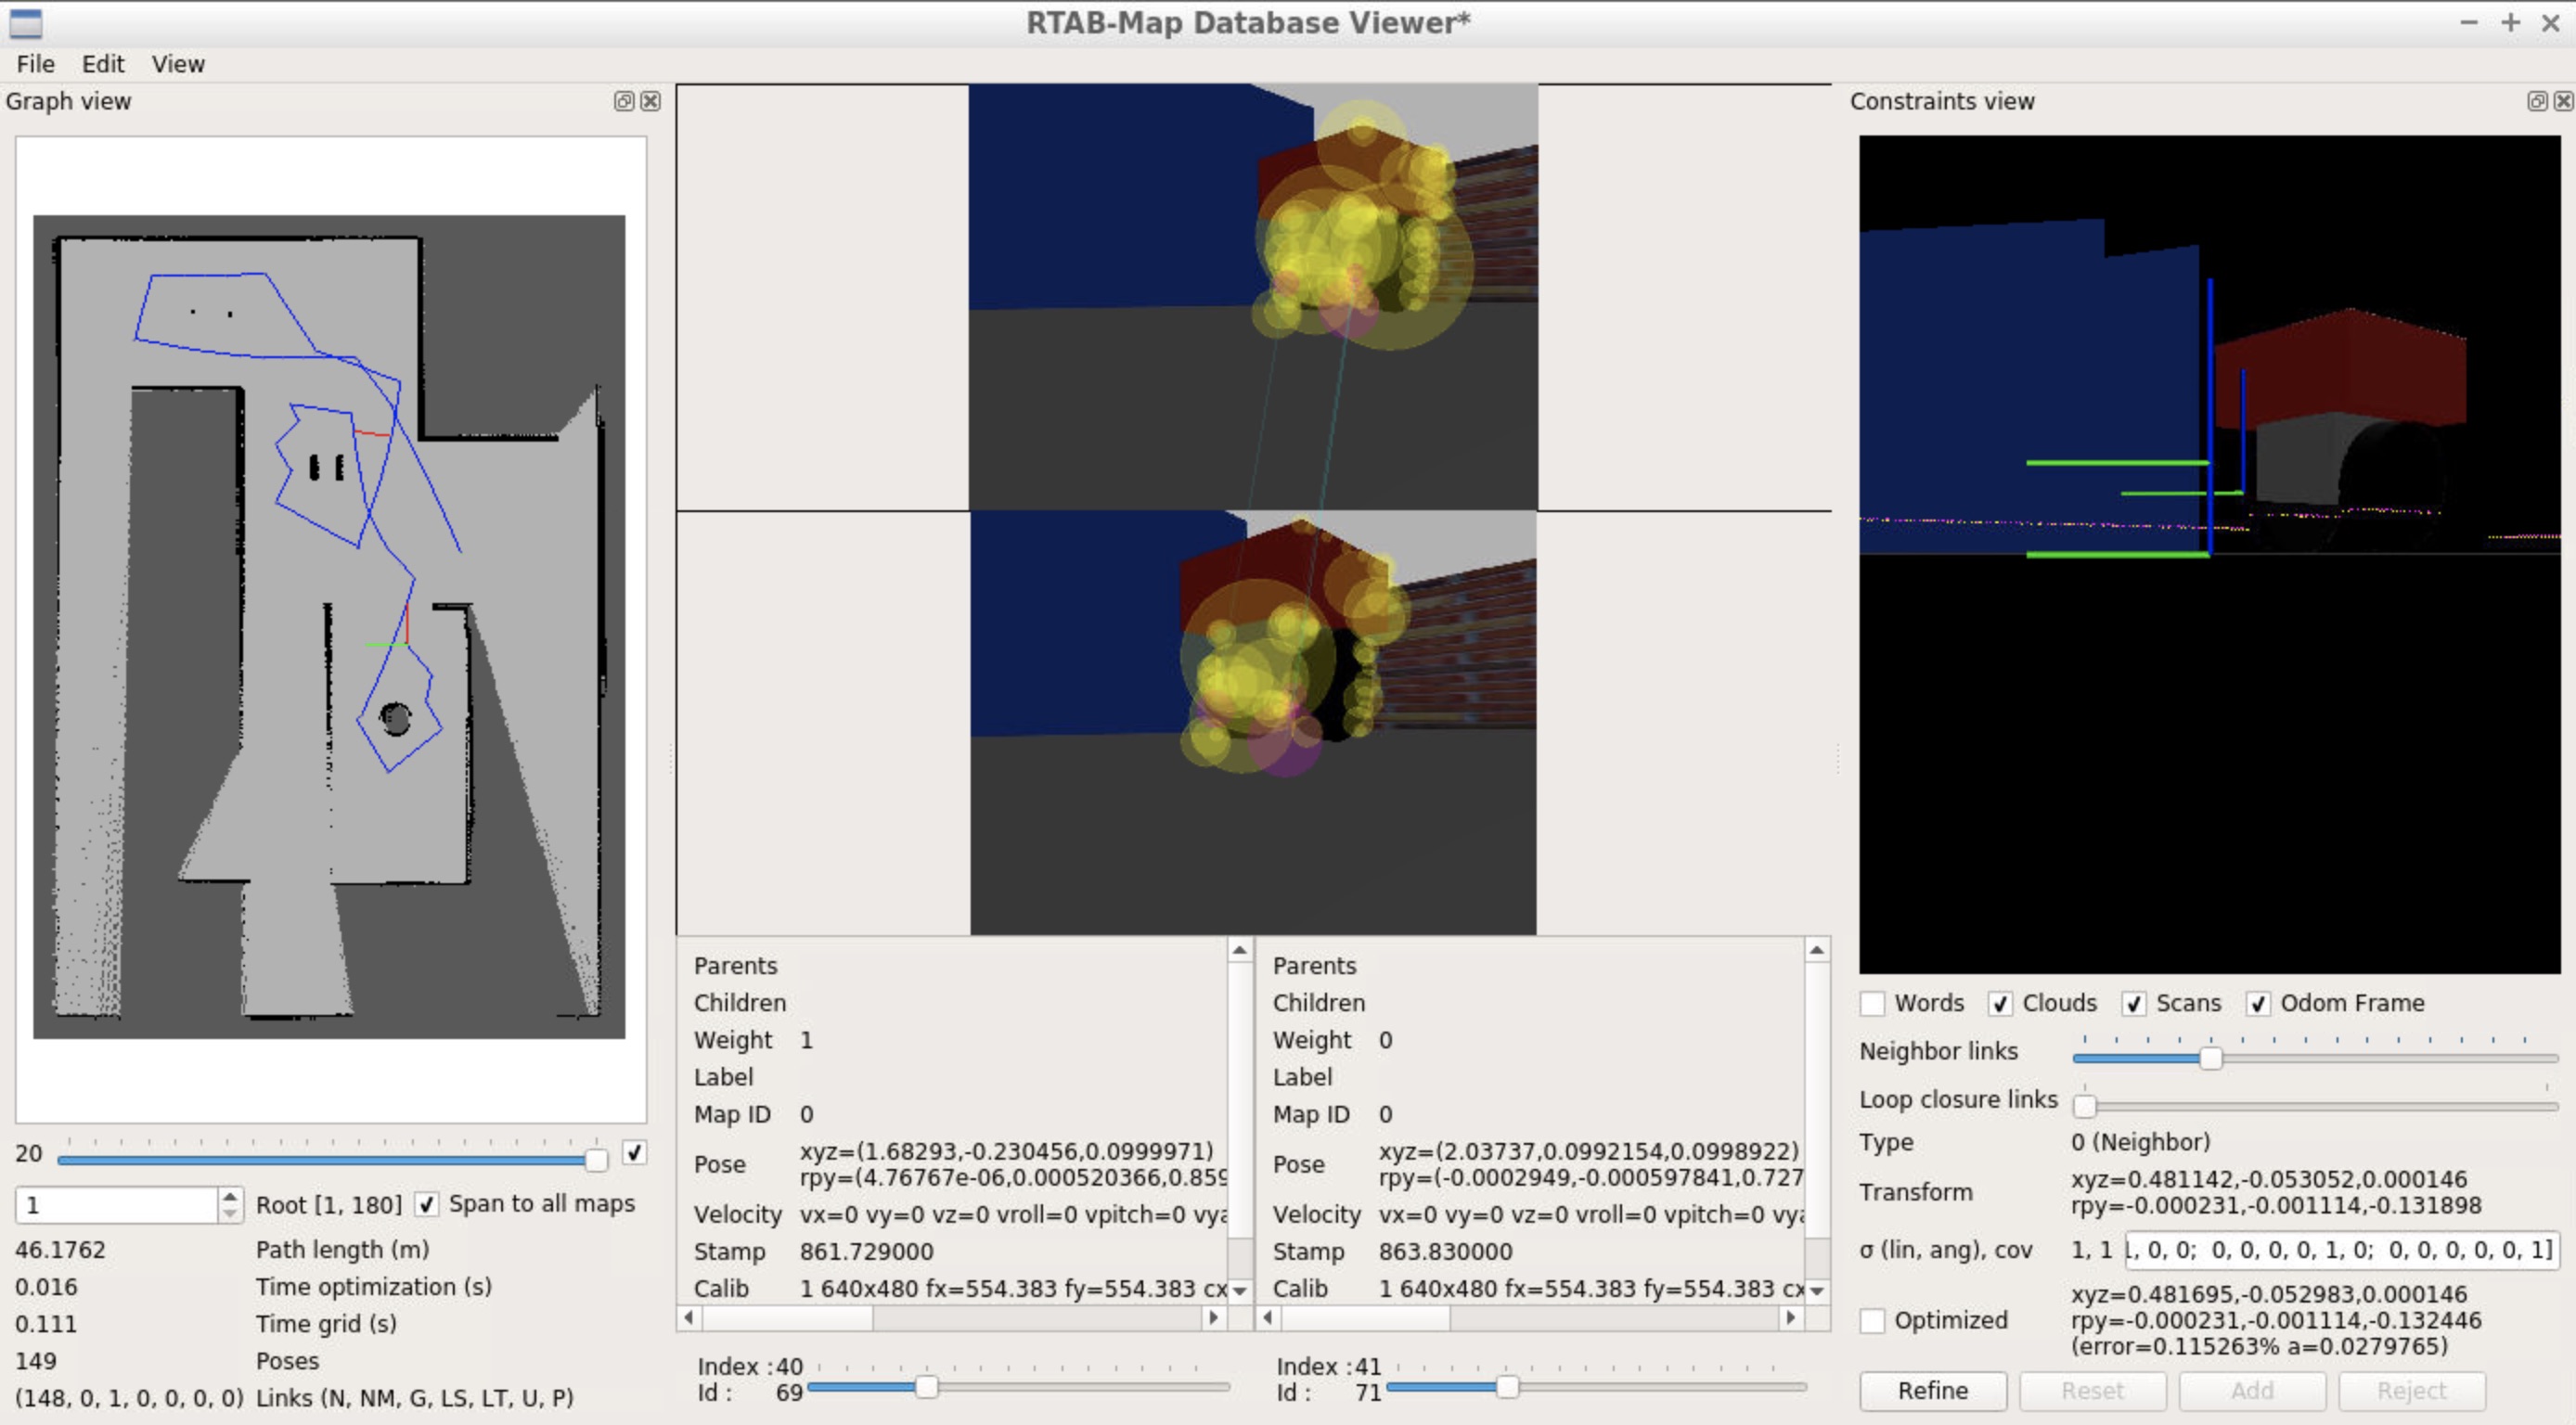 RTAB-Map Database Viewer*
File Edit View
Graph view
20
1 Root [1, 180] Span to all maps
46.1762 Path length (m)
0.016 Time optimization (s)
0.111 Time grid (s)
149 Poses
(148, 0, 1, 0, 0, 0, 0) Links (N, NM, G, LS, LT, U, P)
Parents
Children
Weight 1
Label
Map ID 0
Pose xyz=(1.68293,-0.230456,0.0999971)
rpy=(4.76767e-06,0.000520366,0.859
Velocity vx=0 vy=0 vz=0 vroll=0 vpitch=0 vya
Stamp 861.729000
Calib 1 640x480 fx=554.383 fy=554.383 cx
Index :40
Id : 69
Parents
Children
Weight 0
Label
Map ID 0
Pose xyz=(2.03737,0.0992154,0.0998922)
rpy=(-0.0002949,-0.000597841,0.727
Velocity vx=0 vy=0 vz=0 vroll=0 vpitch=0 vya
Stamp 863.830000
Calib 1 640x480 fx=554.383 fy=554.383 cx
Index :41
Id : 71
Constraints view
Words Clouds Scans Odom Frame
Neighbor links
Loop closure links
Type 0 (Neighbor)
Transform xyz=0.481142,-0.053052,0.000146
rpy=-0.000231,-0.001114,-0.131898
σ (lin, ang), cov 1, 1 , 0, 0; 0, 0, 0, 0, 1, 0; 0, 0, 0, 0, 0, 1]
Optimized xyz=0.481695,-0.052983,0.000146
rpy=-0.000231,-0.001114,-0.132446
(error=0.115263% a=0.0279765)
Refine Reset Add Reject